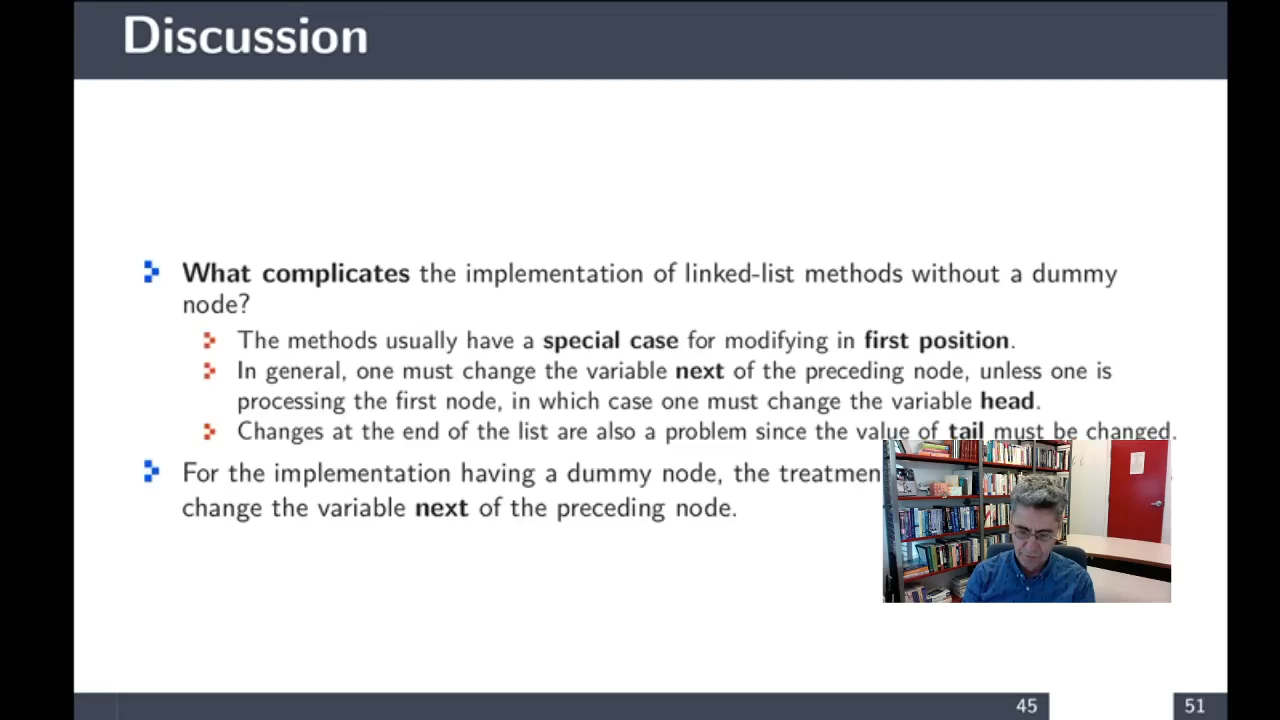 Discussion
What complicates the implementation of linked-list methods without a dummy
node?
The methods usually have a special case for modifying in first position.
In general, one must change the variable next of the preceding node, unless one is
processing the first node, in which case one must change the variable head.
Changes at the end of the list are also a problem since the value of tail must be changed.
For the implementation having a dummy node, the
change the variable next of the preceding node.
45
51